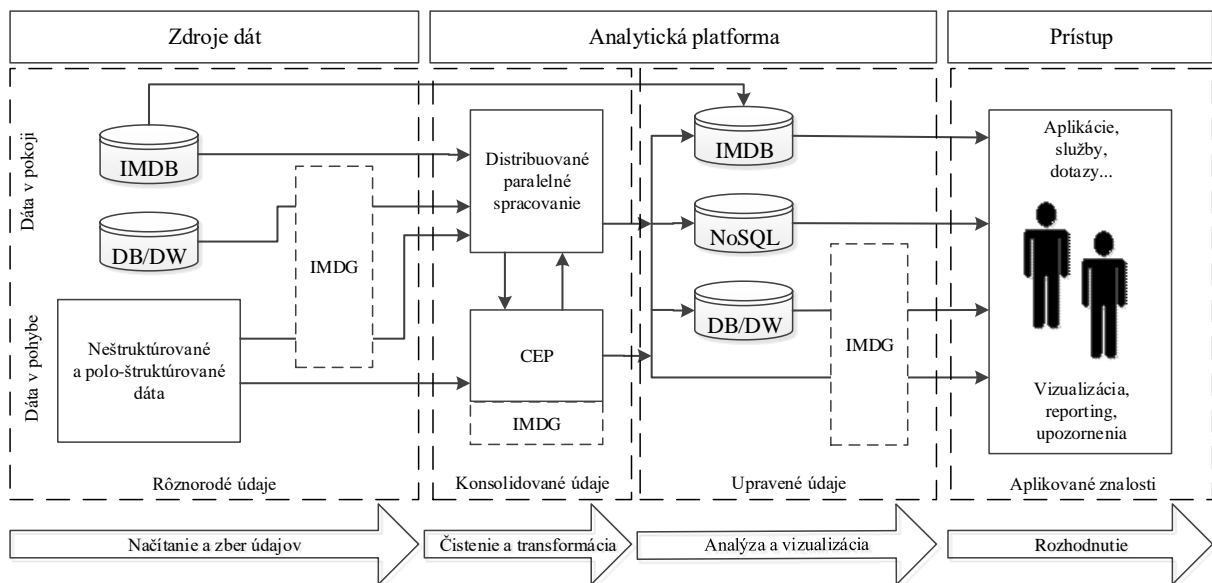 Zdroje dát
Analytická platforma
Prístup
Dáta v pokoji
Dáta v pohybe
IMDB
DB/DW
IMDG
Neštruktúrované
a polo-štruktúrované
dáta
Rôznorodé údaje
Distribuované
paralelné
spracovanie
CEP
IMDG
Konsolidované údaje
IMDB
NoSQL
DB/DW
IMDG
Upravené údaje
Aplikácie,
služby,
dotazy...
Vizualizácia,
reporting,
upozornenia
Aplikované znalosti
Načítanie a zber údajov
Čistenie a transformácia
Analýza a vizualizácia
Rozhodnutie